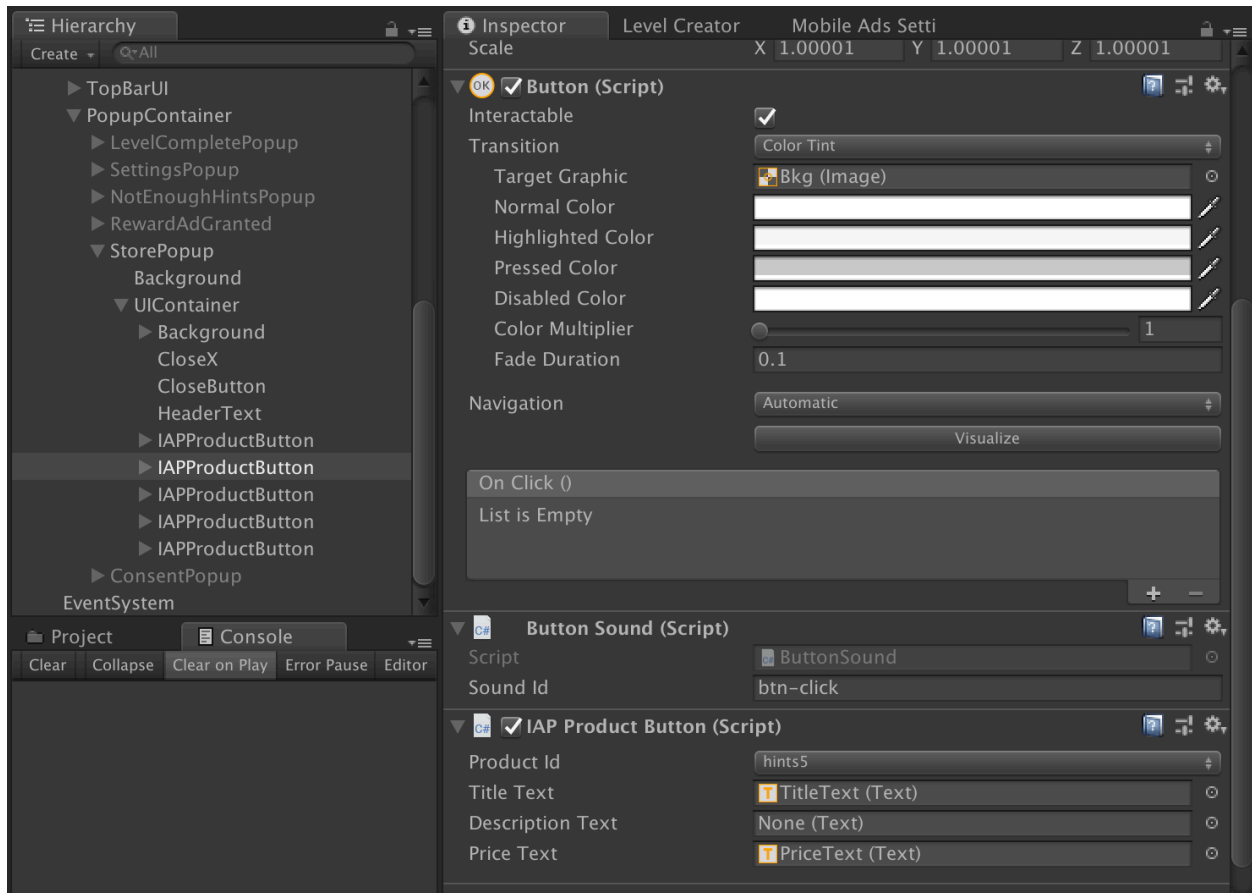 Hierarchy
Create
All
TopBarUI
PopupContainer
LevelCompletePopup
SettingsPopup
NotEnoughHintsPopup
RewardAdGranted
StorePopup
Background
UIContainer
Background
CloseX
CloseButton
HeaderText
IAPProductButton
IAPProductButton
IAPProductButton
IAPProductButton
IAPProductButton
ConsentPopup
EventSystem
Project Console
Clear Collapse Clear on Play Error Pause Editor
Inspector Level Creator Mobile Ads Setti
Scale X 1.00001 Y 1.00001 Z 1.00001
OK Button (Script)
Interactable
Transition Color Tint
Target Graphic Bkg (Image)
Normal Color
Highlighted Color
Pressed Color
Disabled Color
Color Multiplier 1
Fade Duration 0.1
Navigation Automatic
Visualize
On Click ()
List is Empty
+ −
C# Button Sound (Script)
Script ButtonSound
Sound Id btn-click
C# IAP Product Button (Script)
Product Id hints5
Title Text T TitleText (Text)
Description Text None (Text)
Price Text T PriceText (Text)